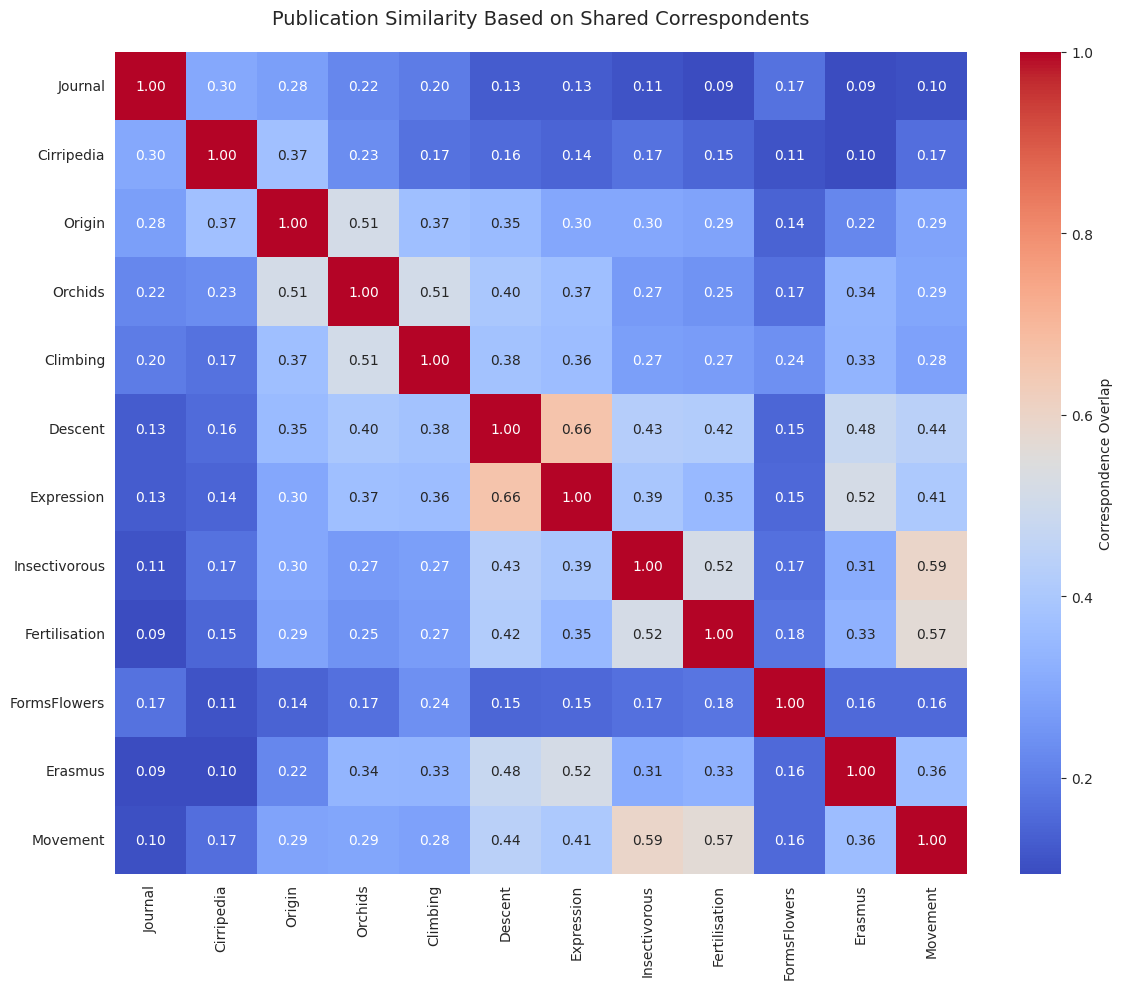 Publication Similarity Based on Shared Correspondents
Journal 1.00 0.30 0.28 0.22 0.20 0.13 0.13 0.11 0.09 0.17 0.09 0.10
Cirripedia 0.30 1.00 0.37 0.23 0.17 0.16 0.14 0.17 0.15 0.11 0.10 0.17
Origin 0.28 0.37 1.00 0.51 0.37 0.35 0.30 0.30 0.29 0.14 0.22 0.29
Orchids 0.22 0.23 0.51 1.00 0.51 0.40 0.37 0.27 0.25 0.17 0.34 0.29
Climbing 0.20 0.17 0.37 0.51 1.00 0.38 0.36 0.27 0.27 0.24 0.33 0.28
Descent 0.13 0.16 0.35 0.40 0.38 1.00 0.66 0.43 0.42 0.15 0.48 0.44
Expression 0.13 0.14 0.30 0.37 0.36 0.66 1.00 0.39 0.35 0.15 0.52 0.41
Insectivorous 0.11 0.17 0.30 0.27 0.27 0.43 0.39 1.00 0.52 0.17 0.31 0.59
Fertilisation 0.09 0.15 0.29 0.25 0.27 0.42 0.35 0.52 1.00 0.18 0.33 0.57
FormsFlowers 0.17 0.11 0.14 0.17 0.24 0.15 0.15 0.17 0.18 1.00 0.16 0.16
Erasmus 0.09 0.10 0.22 0.34 0.33 0.48 0.52 0.31 0.33 0.16 1.00 0.36
Movement 0.10 0.17 0.29 0.29 0.28 0.44 0.41 0.59 0.57 0.16 0.36 1.00
Journal Cirripedia Origin Orchids Climbing Descent Expression Insectivorous Fertilisation FormsFlowers Erasmus Movement
1.0
0.8
0.6
0.4
0.2
Correspondence Overlap